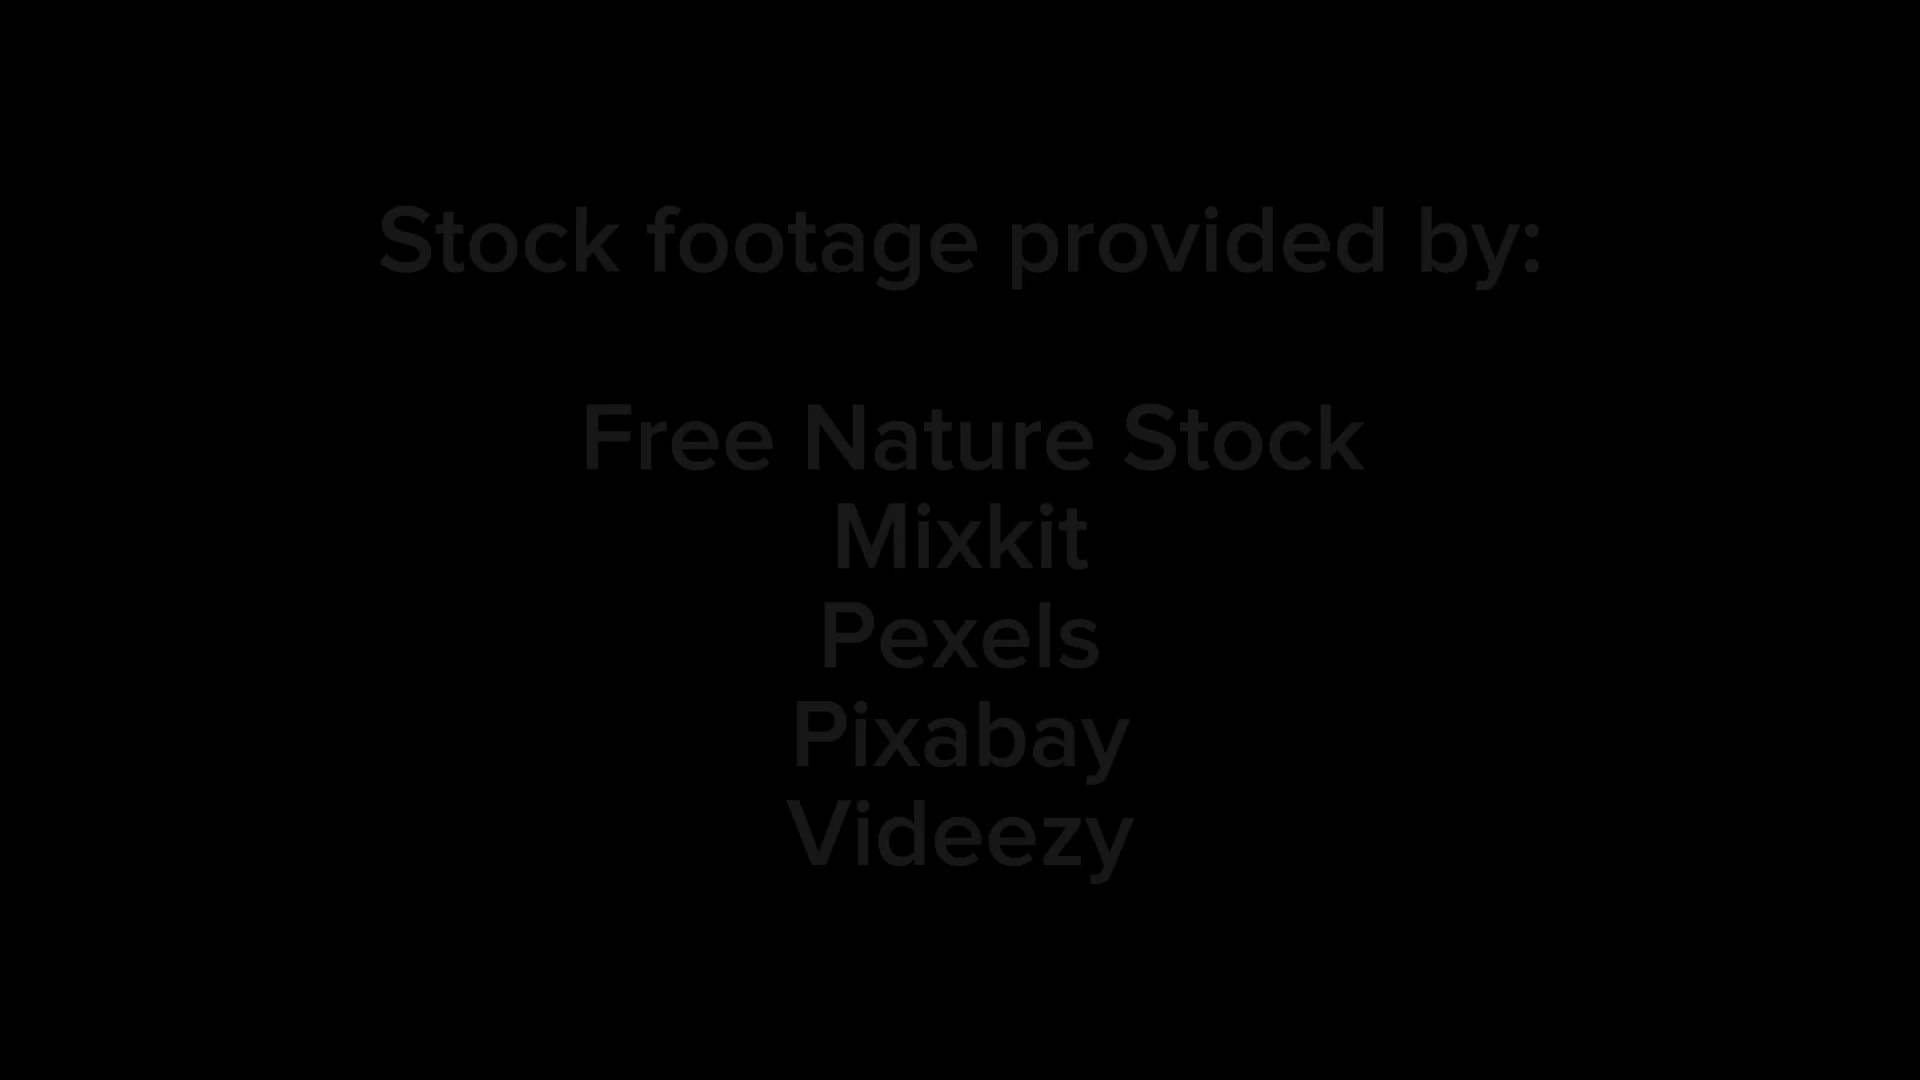 Stock footage provided by:
Free Nature Stock
Mixkit
Pexels
Pixabay
Videezy